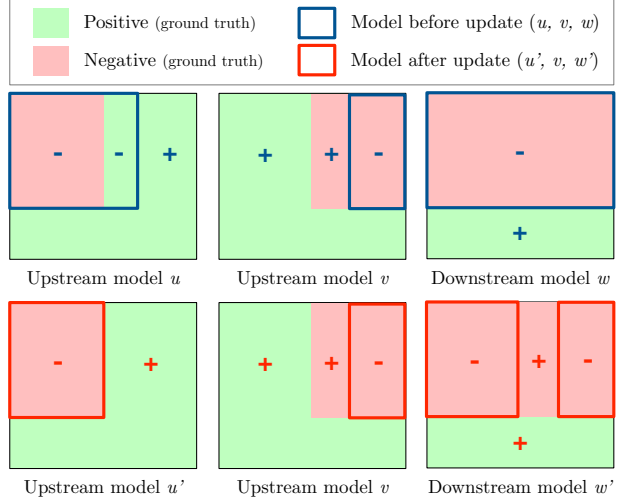 Positive (ground truth)
Model before update (u, v, w)
Negative (ground truth)
Model after update (u’, v, w’)
- - +
+ + -
-
+
Upstream model u
Upstream model v
Downstream model w
- +
+ + -
- + -
+
Upstream model u’
Upstream model v
Downstream model w’